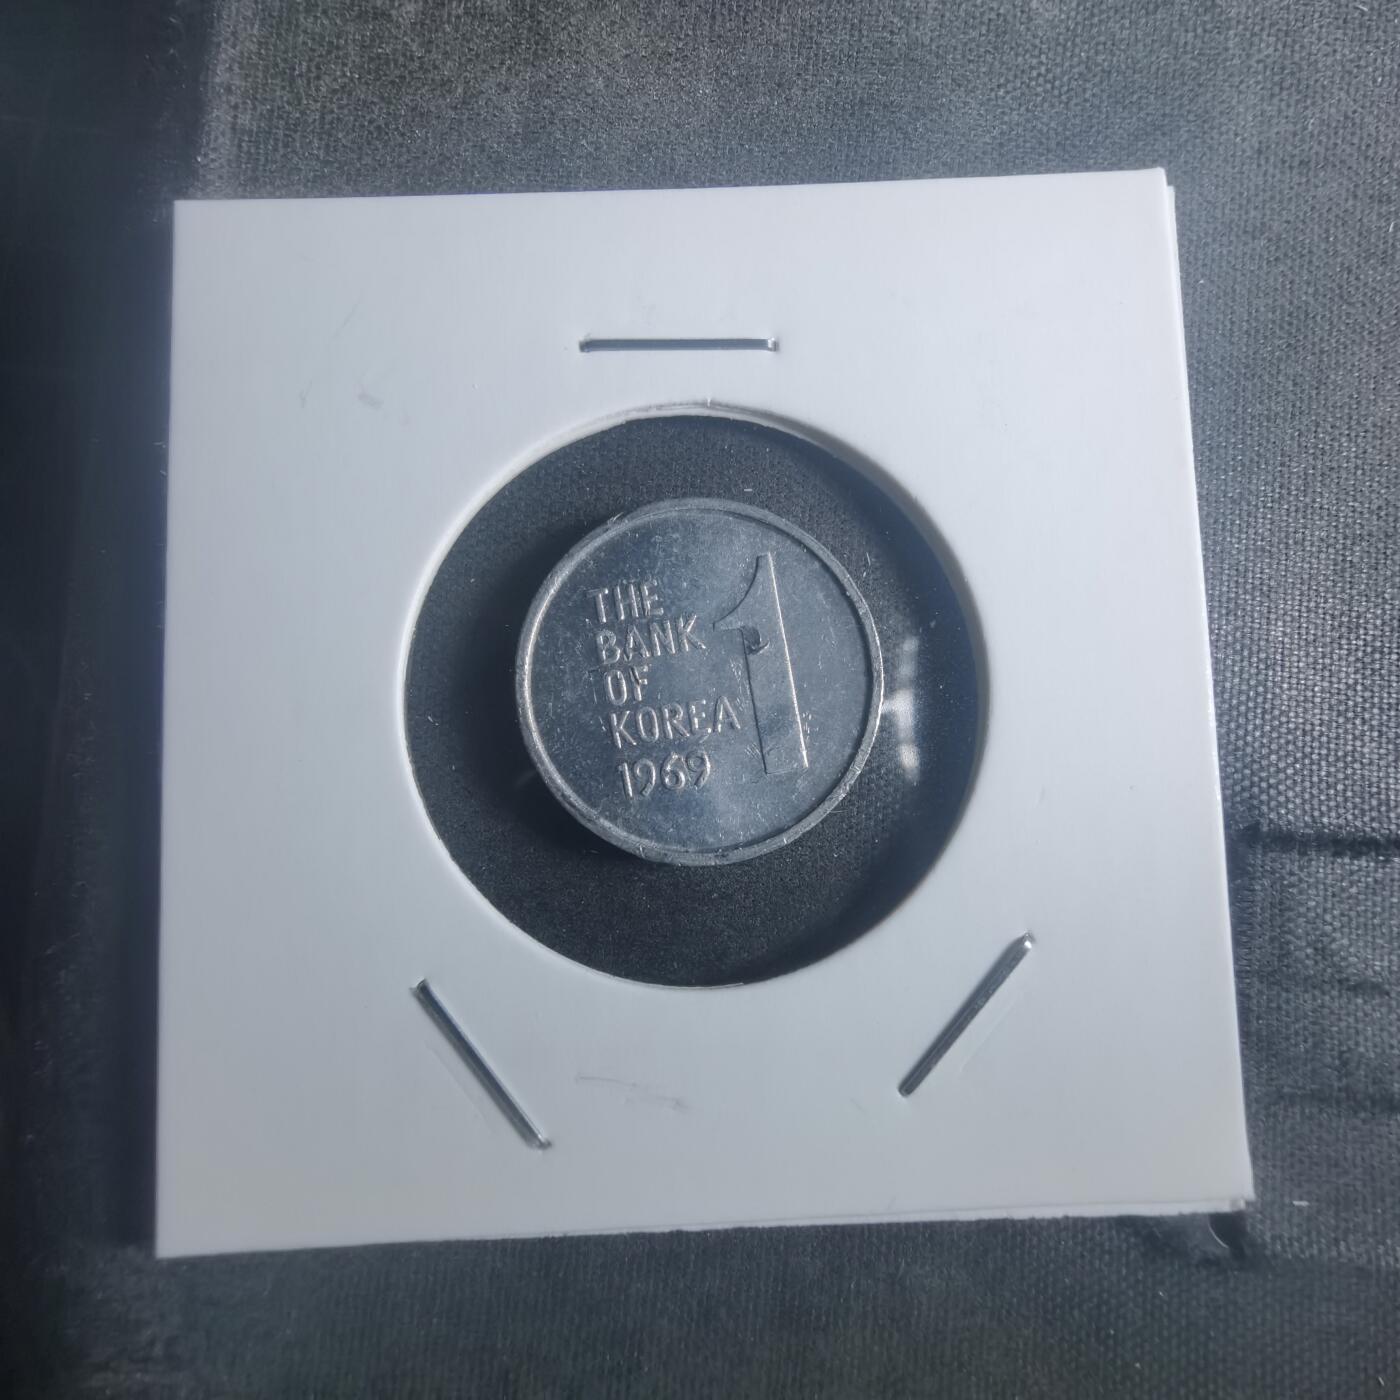 THE
BANK
OF
KOREA
1969
1